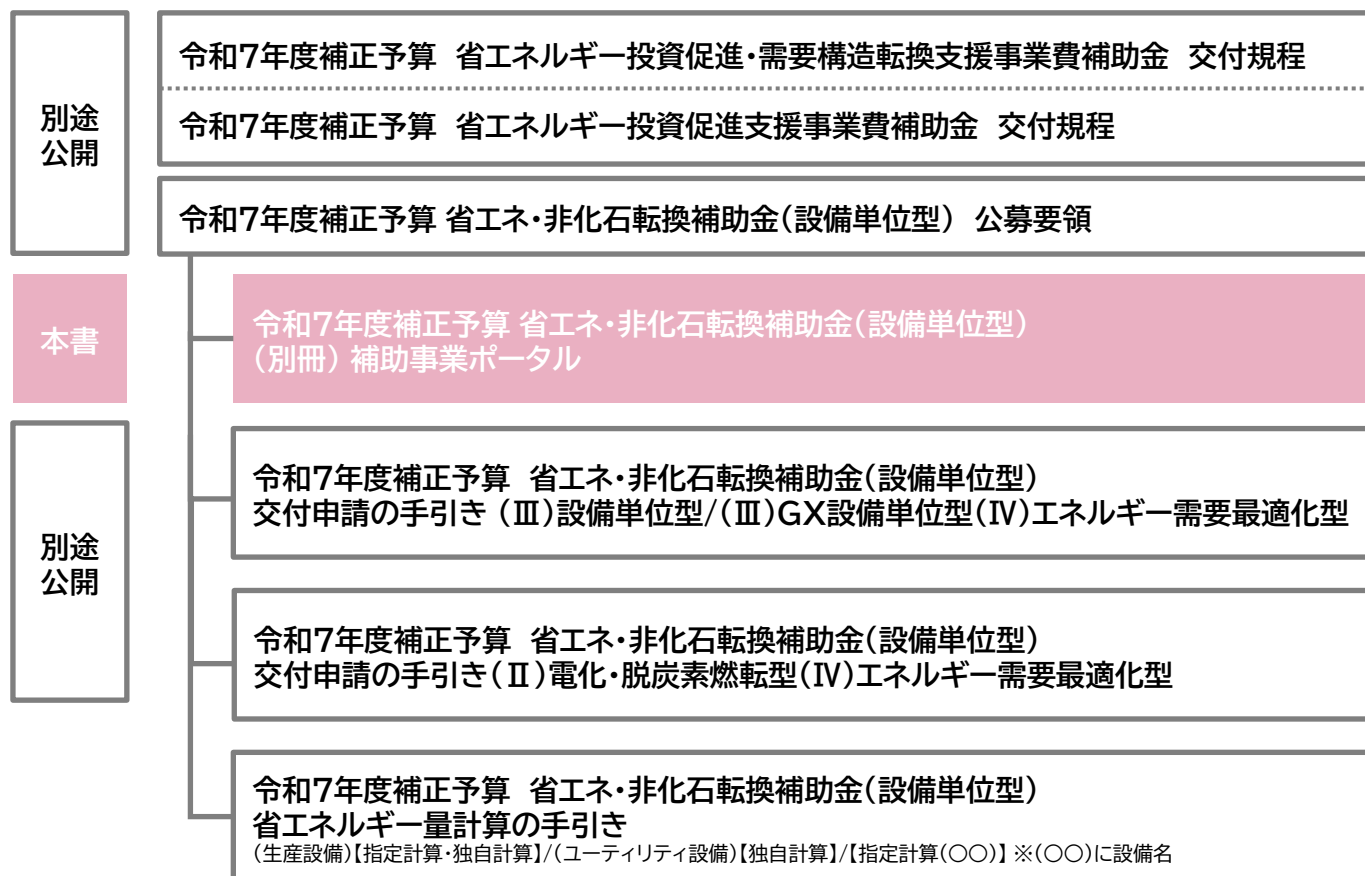 別途
公開
令和7年度補正予算 省エネルギー投資促進・需要構造転換支援事業費補助金 交付規程
令和7年度補正予算 省エネルギー投資促進支援事業費補助金 交付規程
令和7年度補正予算 省エネ・非化石転換補助金(設備単位型) 公募要領
本書
令和7年度補正予算 省エネ・非化石転換補助金(設備単位型)
(別冊) 補助事業ポータル
別途
公開
令和7年度補正予算 省エネ・非化石転換補助金(設備単位型)
交付申請の手引き (Ⅲ)設備単位型/(Ⅲ)GX設備単位型(Ⅳ)エネルギー需要最適化型
令和7年度補正予算 省エネ・非化石転換補助金(設備単位型)
交付申請の手引き(Ⅱ)電化・脱炭素燃転型(Ⅳ)エネルギー需要最適化型
令和7年度補正予算 省エネ・非化石転換補助金(設備単位型)
省エネルギー量計算の手引き
(生産設備)【指定計算・独自計算】/(ユーティリティ設備)【独自計算】/【指定計算(○○)】 ※(○○)に設備名